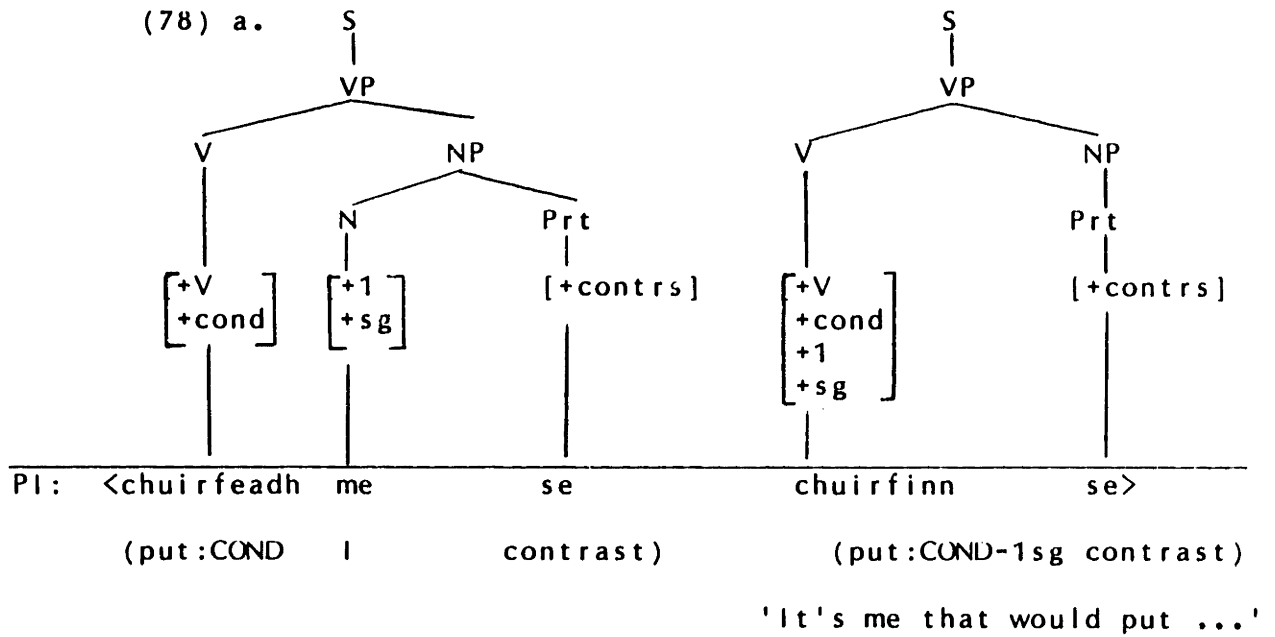 (78) a. S S
VP VP
V NP V NP
N Prt Prt
[+V [+1 [+contrs] [+V [+contrs]
+cond] +sg] +cond
+1
+sg]
PI: <chuirfeadh me se chuirfinn se>
(put:COND I contrast) (put:COND-1sg contrast)
'It's me that would put ...'